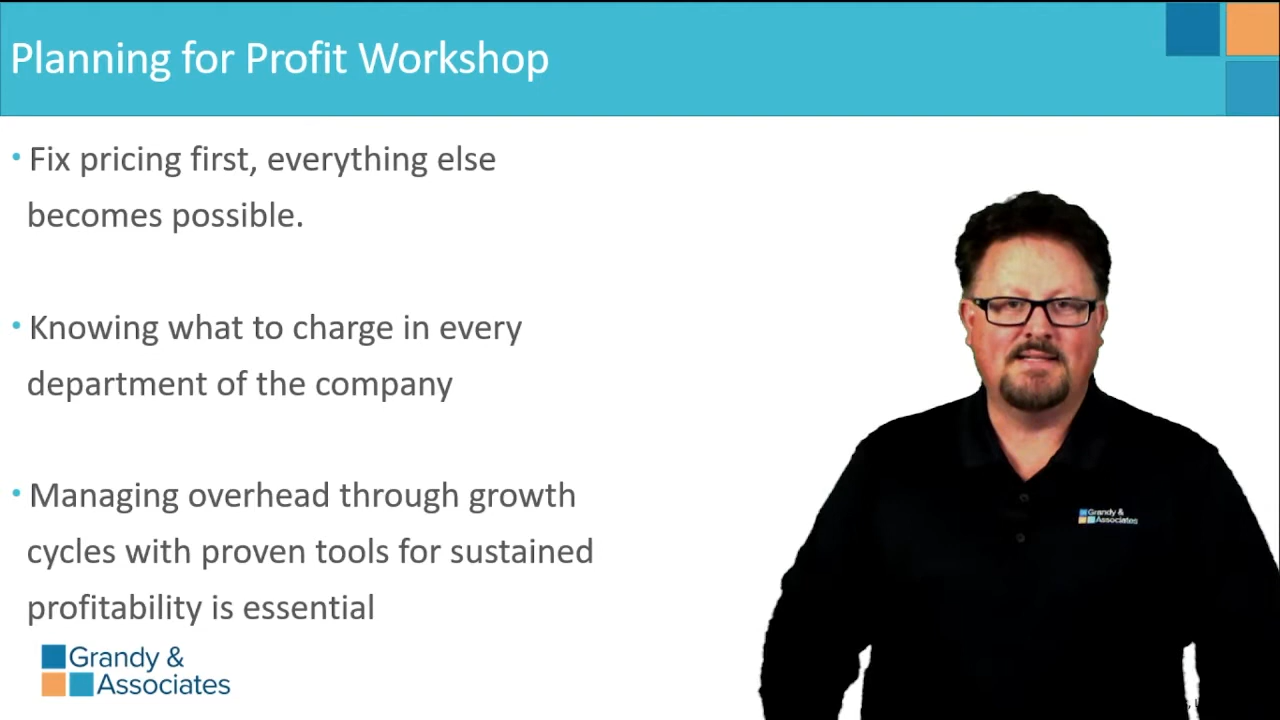 Planning for Profit Workshop
• Fix pricing first, everything else
becomes possible.
• Knowing what to charge in every
department of the company
• Managing overhead through growth
cycles with proven tools for sustained
profitability is essential
Grandy &
Associates
Grandy &
Associates